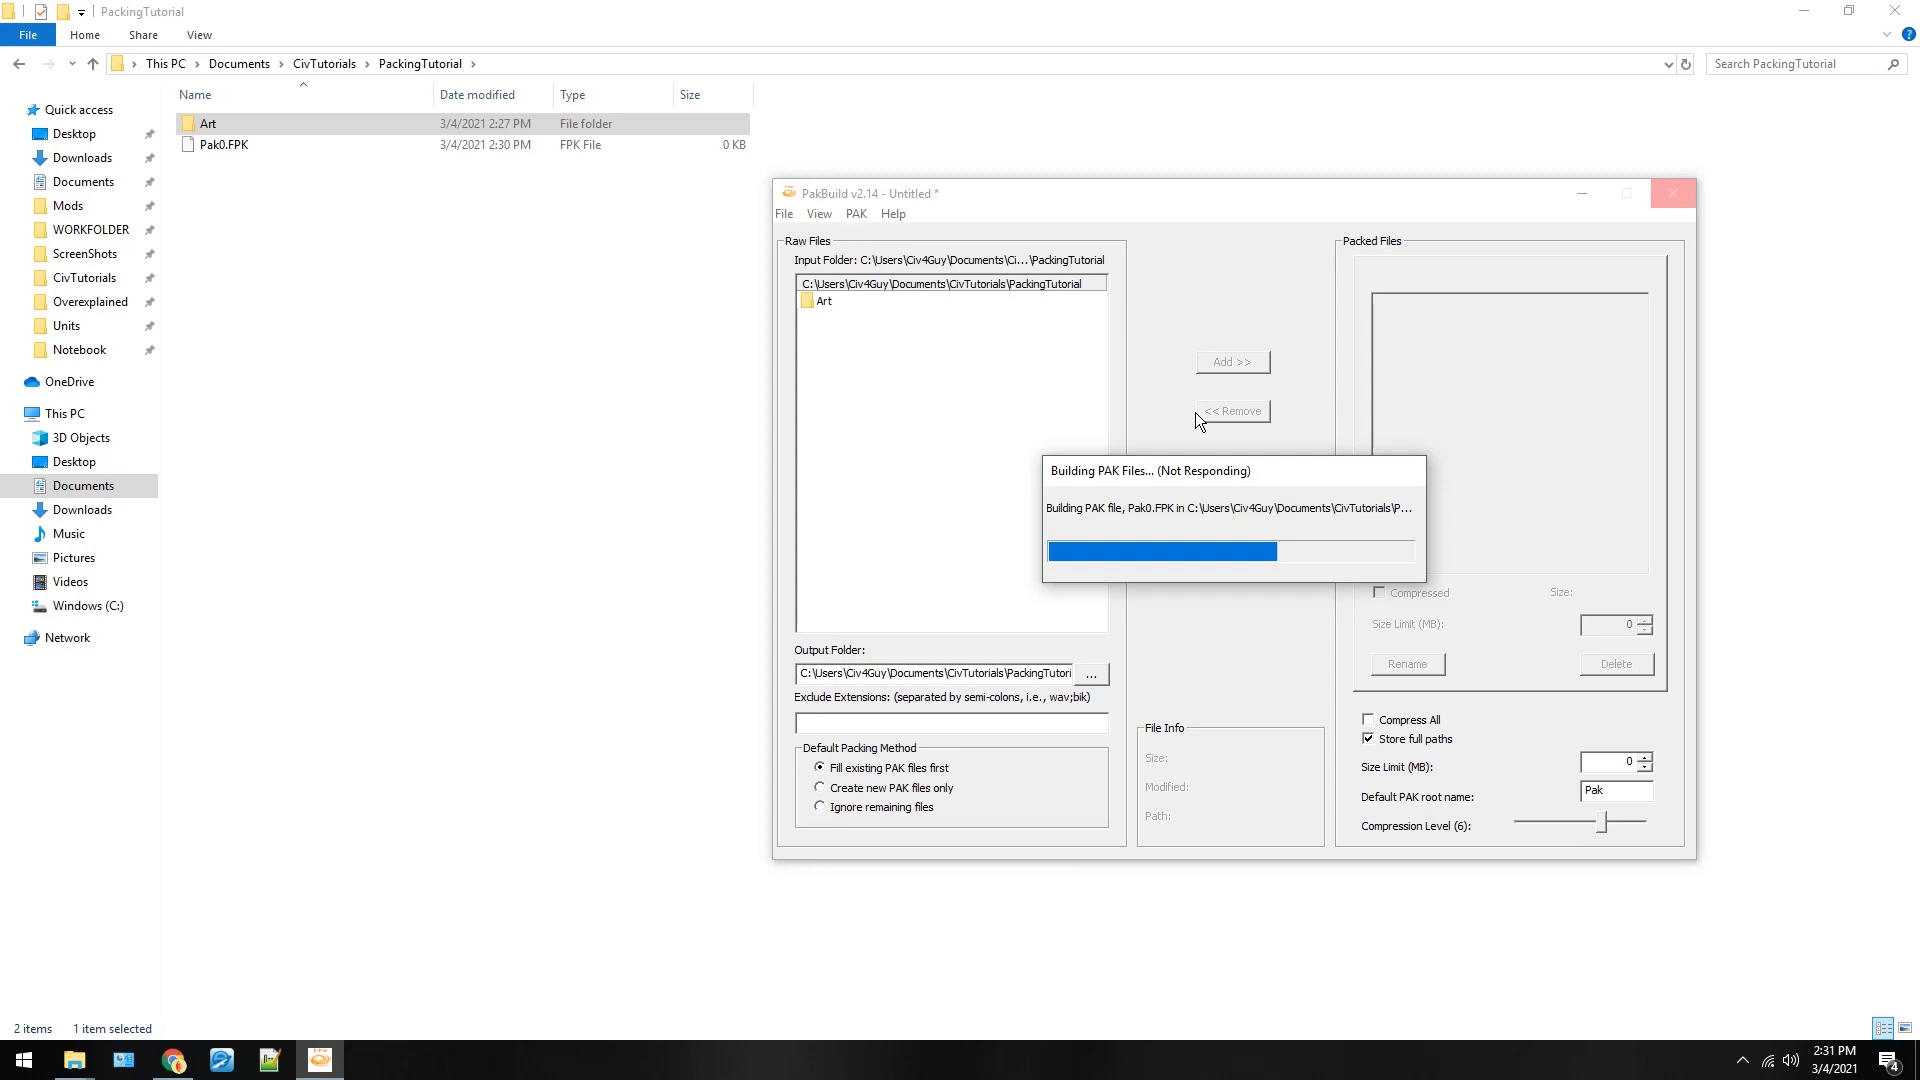 PackingTutorial
File Home Share View
This PC > Documents > CivTutorials > PackingTutorial >
Search PackingTutorial
Name Date modified Type Size
Art 3/4/2021 2:27 PM File folder
Pak0.FPK 3/4/2021 2:30 PM FPK File 0 KB
Quick access
Desktop
Downloads
Documents
Mods
WORKFOLDER
ScreenShots
CivTutorials
Overexplained
Units
Notebook
OneDrive
This PC
3D Objects
Desktop
Documents
Downloads
Music
Pictures
Videos
Windows (C:)
Network
2 items 1 item selected
PakBuild v2.14 - Untitled *
File View PAK Help
Raw Files
Input Folder: C:\Users\Civ4Guy\Documents\Ci...\PackingTutorial
C:\Users\Civ4Guy\Documents\CivTutorials\PackingTutorial
Art
Output Folder:
C:\Users\Civ4Guy\Documents\CivTutorials\PackingTutori
...
Exclude Extensions: (separated by semi-colons, i.e., wav;bik)
Default Packing Method
Fill existing PAK files first
Create new PAK files only
Ignore remaining files
Add >>
<< Remove
Building PAK Files... (Not Responding)
Building PAK file, Pak0.FPK in C:\Users\Civ4Guy\Documents\CivTutorials\P...
File Info
Size:
Modified:
Path:
Packed Files
Compressed Size:
Size Limit (MB): 0
Rename Delete
Compress All
Store full paths
Size Limit (MB): 0
Default PAK root name: Pak
Compression Level (6):
2:31 PM
3/4/2021
4